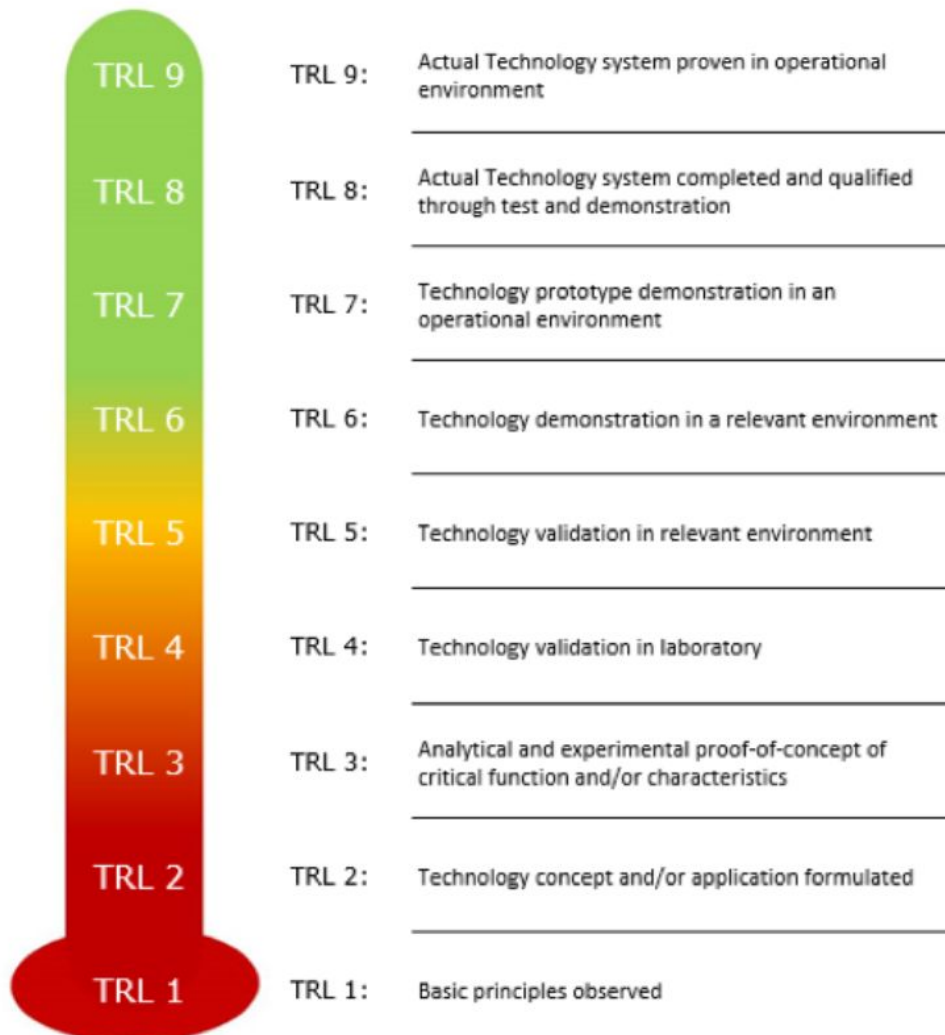 TRL 9
TRL 9:
Actual Technology system proven in operational
environment
TRL 8
TRL 8:
Actual Technology system completed and qualified
through test and demonstration
TRL 7
TRL 7:
Technology prototype demonstration in an
operational environment
TRL 6
TRL 6:
Technology demonstration in a relevant environment
TRL 5
TRL 5:
Technology validation in relevant environment
TRL 4
TRL 4:
Technology validation in laboratory
TRL 3
TRL 3:
Analytical and experimental proof-of-concept of
critical function and/or characteristics
TRL 2
TRL 2:
Technology concept and/or application formulated
TRL 1
TRL 1:
Basic principles observed